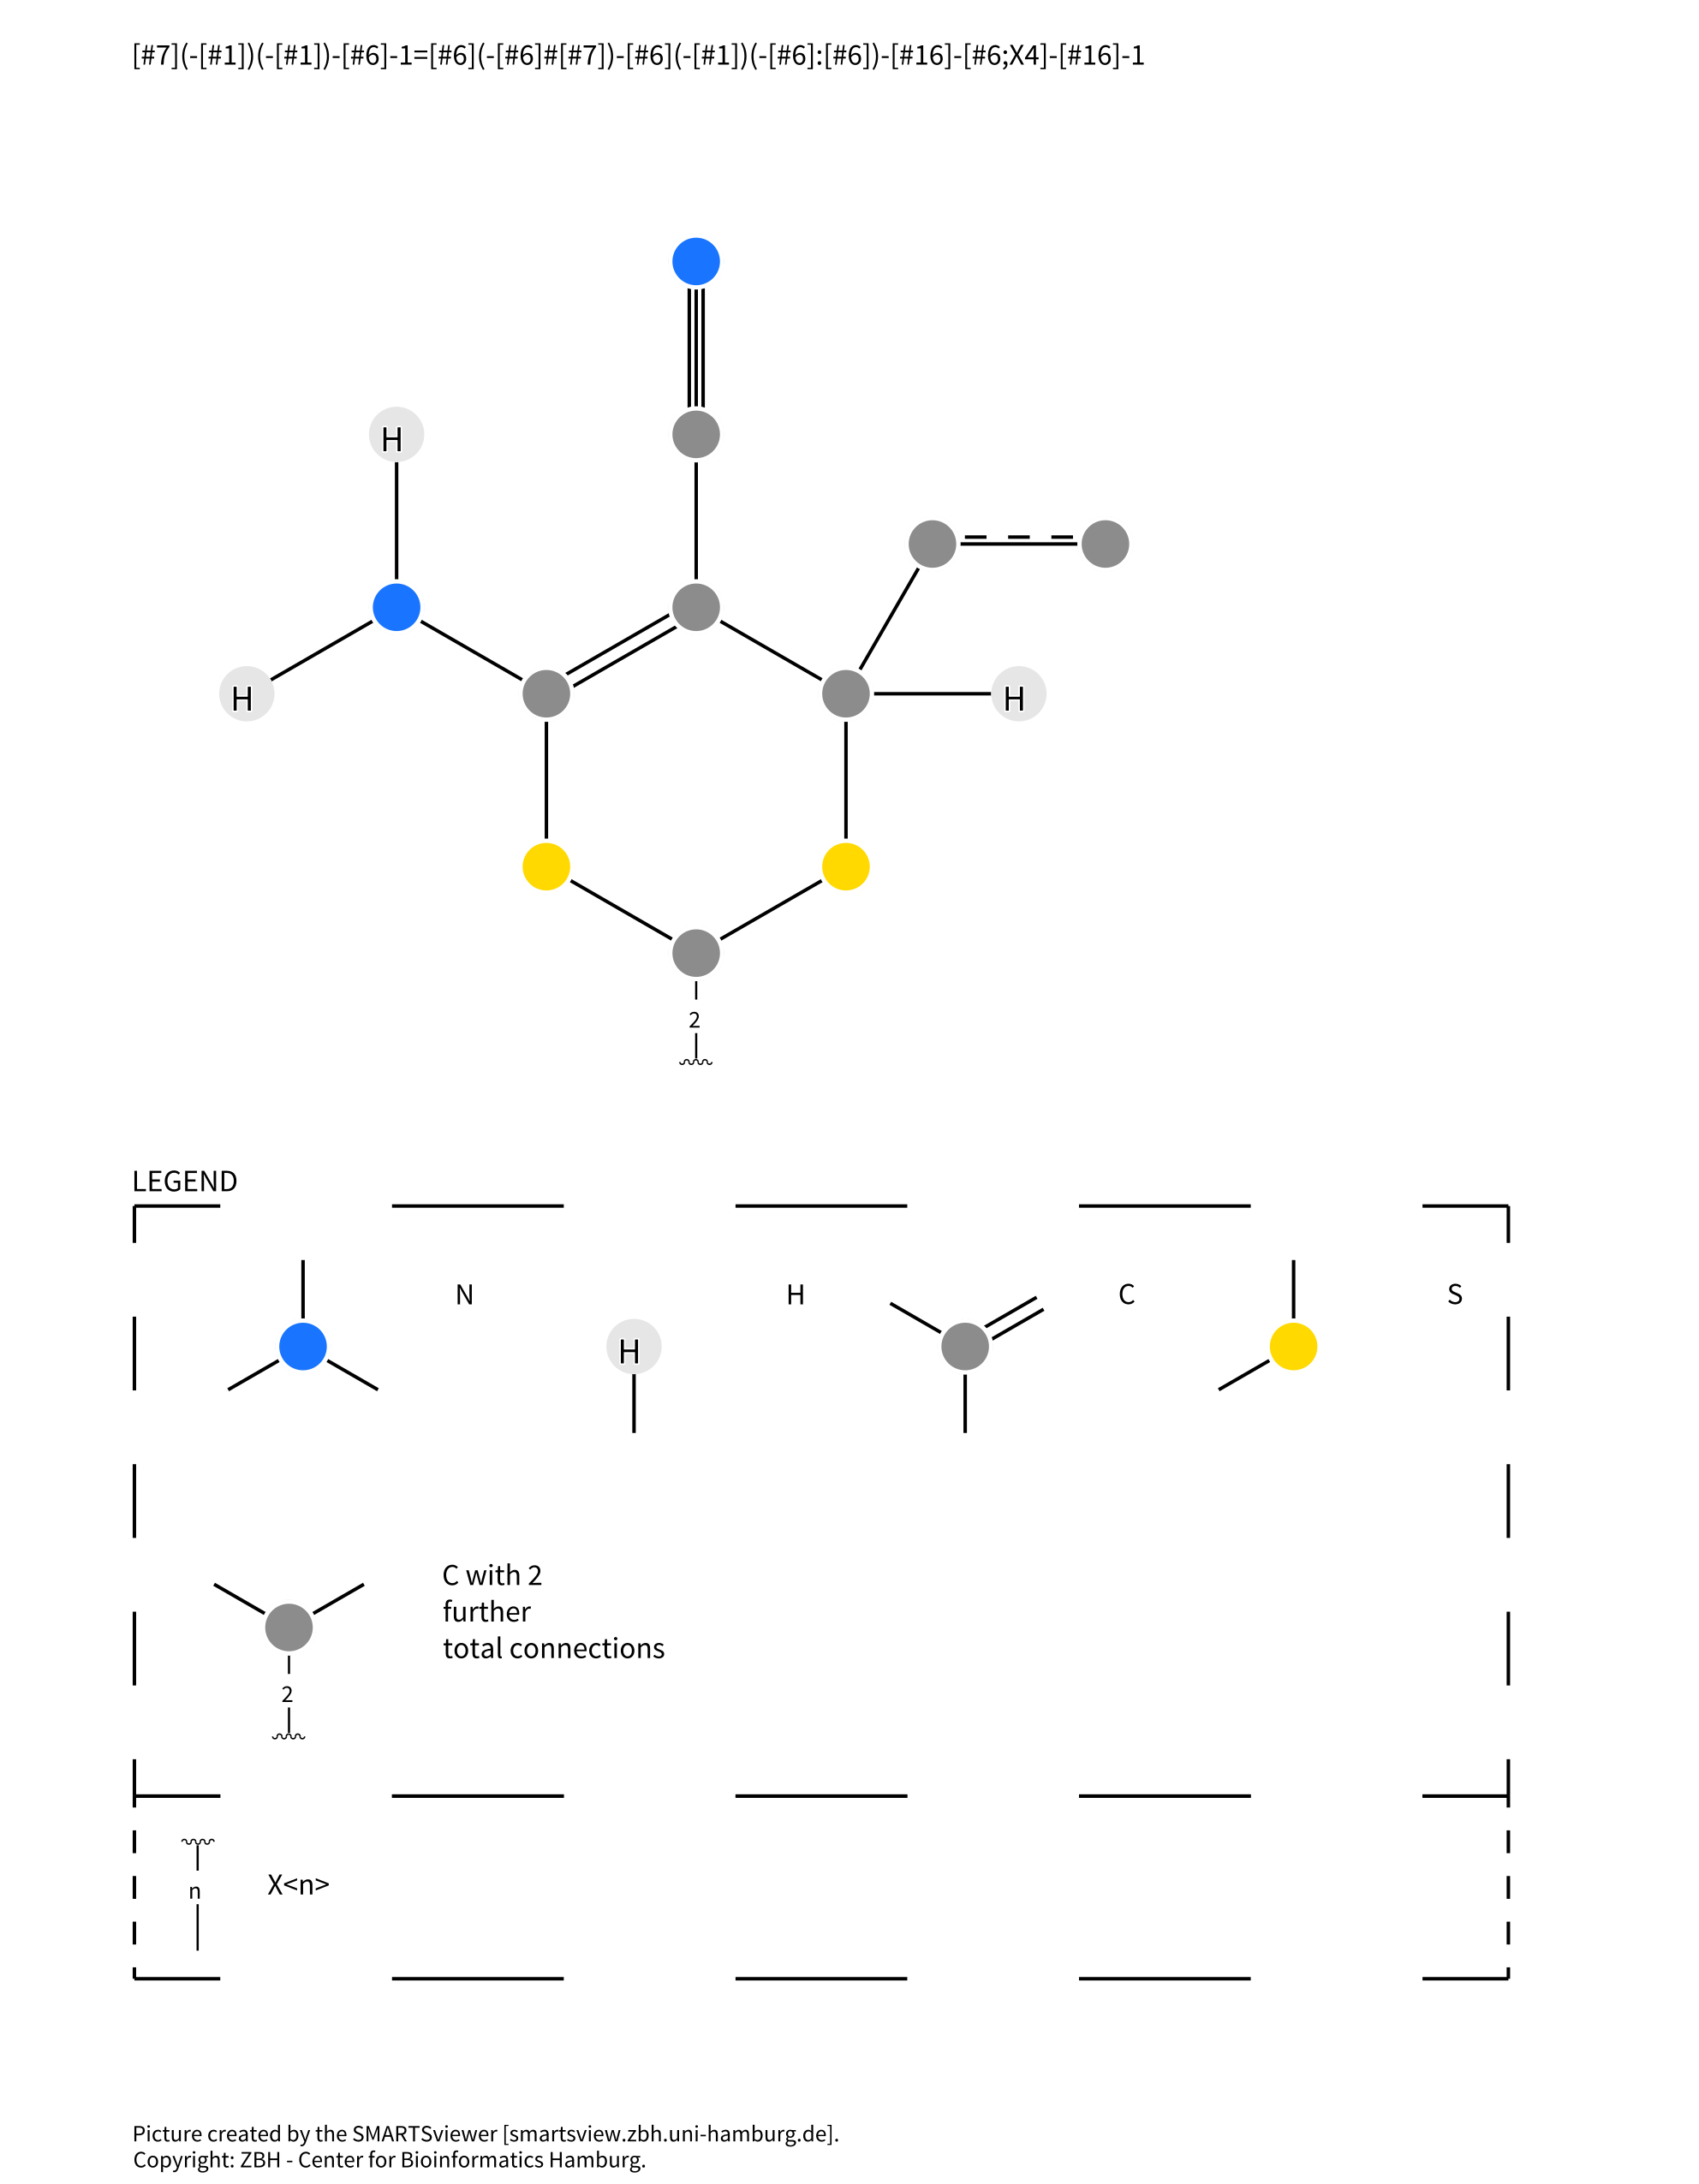 [#7](-[#1])(-[#1])-[#6]-1=[#6](-[#6]#[#7])-[#6](-[#1])(-[#6]:[#6])-[#16]-[#6;X4]-[#16]-1
H
H
H
2
LEGEND
N H C S
H
C with 2
further
total connections
2
n X<n>
Picture created by the SMARTSviewer [smartsview.zbh.uni-hamburg.de].
Copyright: ZBH - Center for Bioinformatics Hamburg.